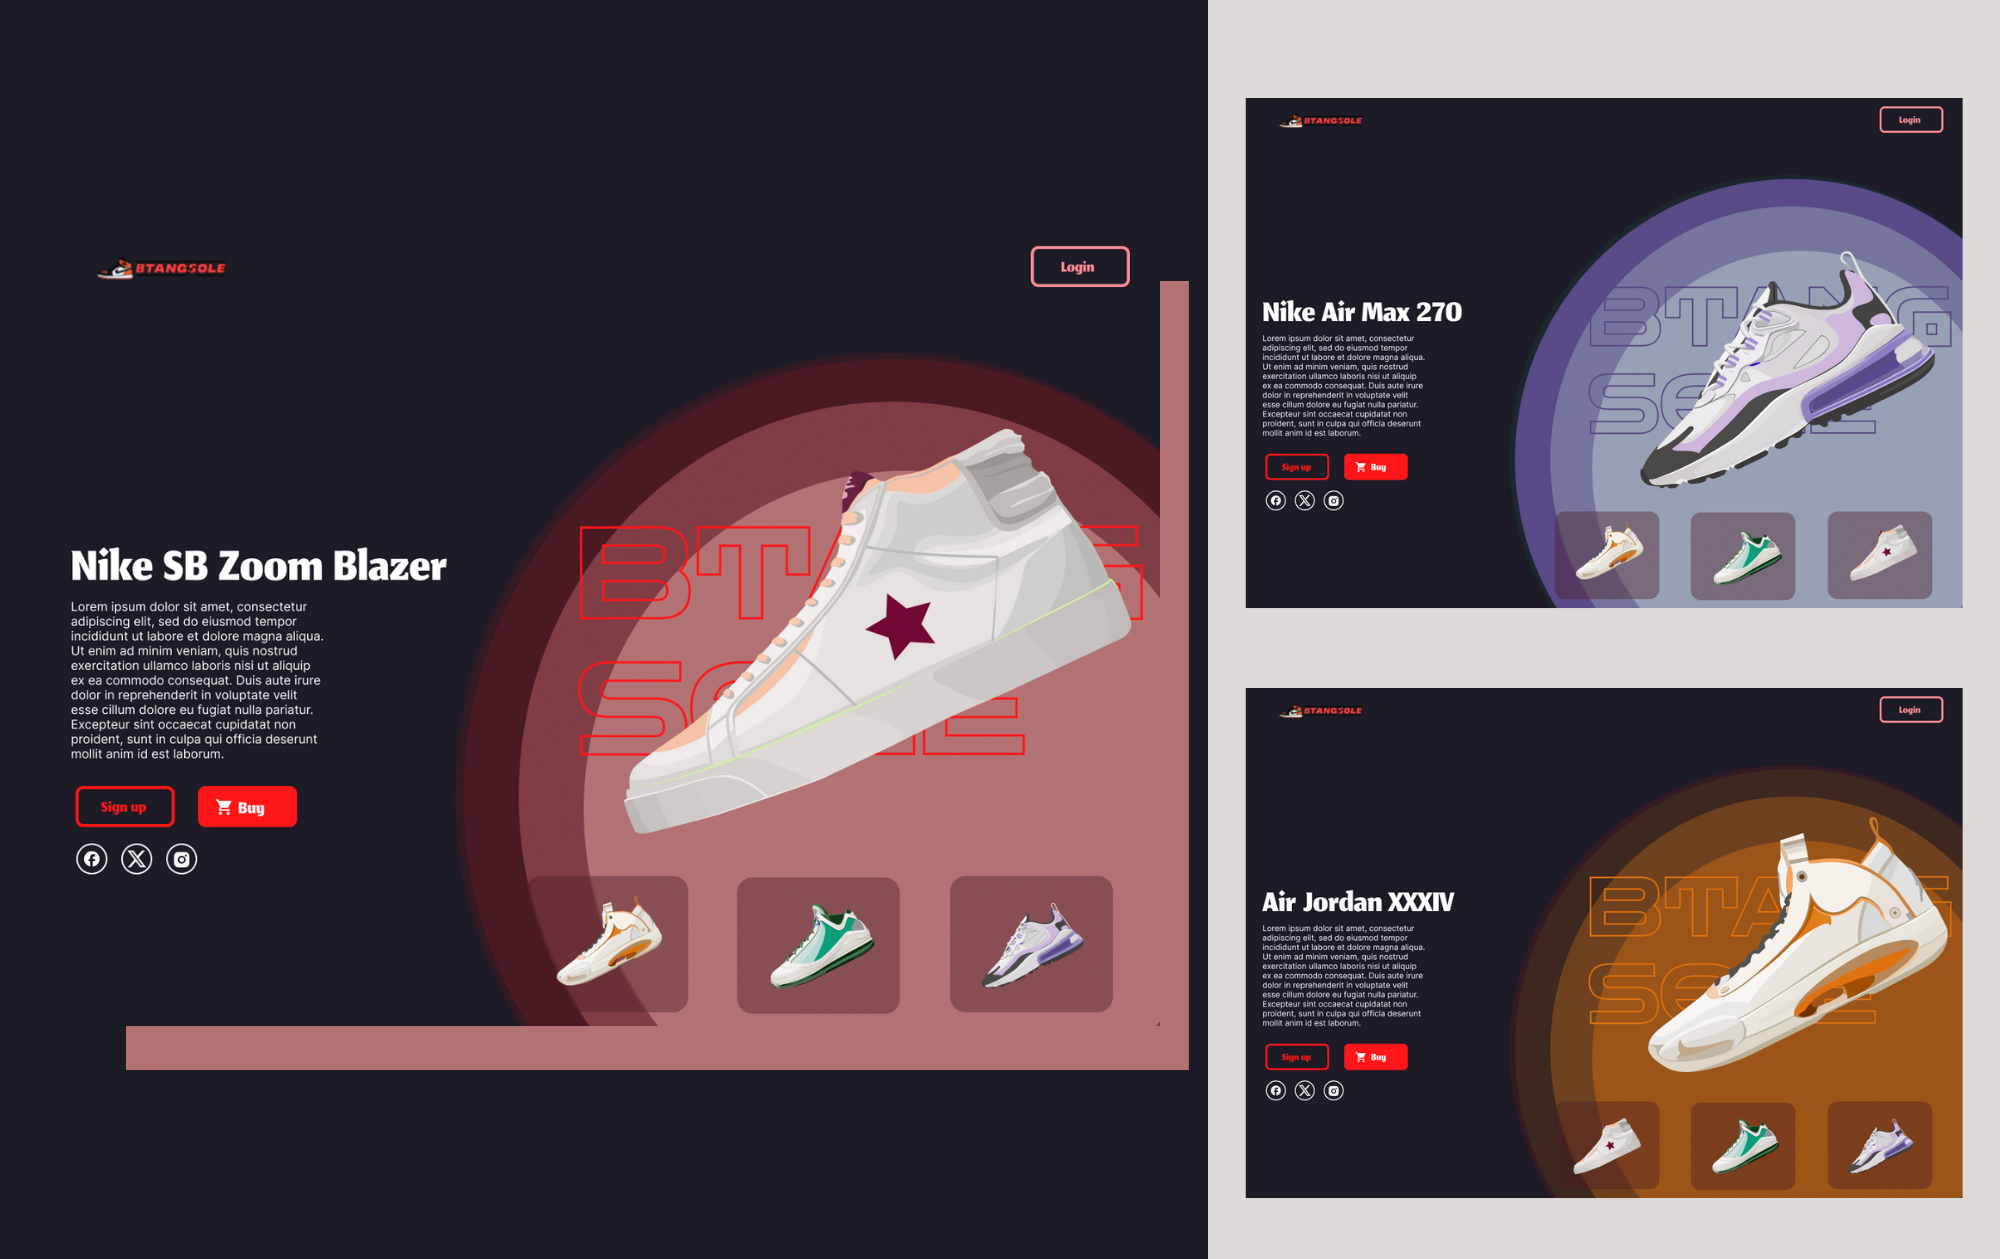 BTANGSOLE
Login
BTANG
SOLE
Nike SB Zoom Blazer
Lorem ipsum dolor sit amet, consectetur
adipiscing elit, sed do eiusmod tempor
incididunt ut labore et dolore magna aliqua.
Ut enim ad minim veniam, quis nostrud
exercitation ullamco laboris nisi ut aliquip
ex ea commodo consequat. Duis aute irure
dolor in reprehenderit in voluptate velit
esse cillum dolore eu fugiat nulla pariatur.
Excepteur sint occaecat cupidatat non
proident, sunt in culpa qui officia deserunt
mollit anim id est laborum.
Sign up
Buy
BTANGSOLE
Login
BTANG
SOLE
Nike Air Max 270
Lorem ipsum dolor sit amet, consectetur
adipiscing elit, sed do eiusmod tempor
incididunt ut labore et dolore magna aliqua.
Ut enim ad minim veniam, quis nostrud
exercitation ullamco laboris nisi ut aliquip
ex ea commodo consequat. Duis aute irure
dolor in reprehenderit in voluptate velit
esse cillum dolore eu fugiat nulla pariatur.
Excepteur sint occaecat cupidatat non
proident, sunt in culpa qui officia deserunt
mollit anim id est laborum.
Sign up
Buy
BTANGSOLE
Login
BTANG
SOLE
Air Jordan XXXIV
Lorem ipsum dolor sit amet, consectetur
adipiscing elit, sed do eiusmod tempor
incididunt ut labore et dolore magna aliqua.
Ut enim ad minim veniam, quis nostrud
exercitation ullamco laboris nisi ut aliquip
ex ea commodo consequat. Duis aute irure
dolor in reprehenderit in voluptate velit
esse cillum dolore eu fugiat nulla pariatur.
Excepteur sint occaecat cupidatat non
proident, sunt in culpa qui officia deserunt
mollit anim id est laborum.
Sign up
Buy